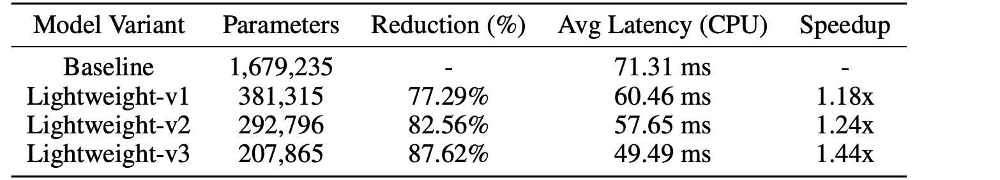 Model Variant Parameters Reduction (%) Avg Latency (CPU) Speedup
Baseline 1,679,235 - 71.31 ms -
Lightweight-v1 381,315 77.29% 60.46 ms 1.18x
Lightweight-v2 292,796 82.56% 57.65 ms 1.24x
Lightweight-v3 207,865 87.62% 49.49 ms 1.44x